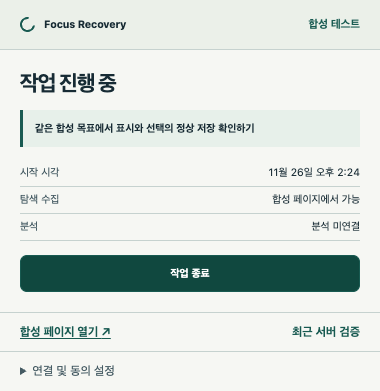 Focus Recovery
합성 테스트
작업 진행 중
같은 합성 목표에서 표시와 선택의 정상 저장 확인하기
시작 시각
11월 26일 오후 2:24
탐색 수집
합성 페이지에서 가능
분석
분석 미연결
작업 종료
합성 페이지 열기 ↗
최근 서버 검증
▶ 연결 및 동의 설정